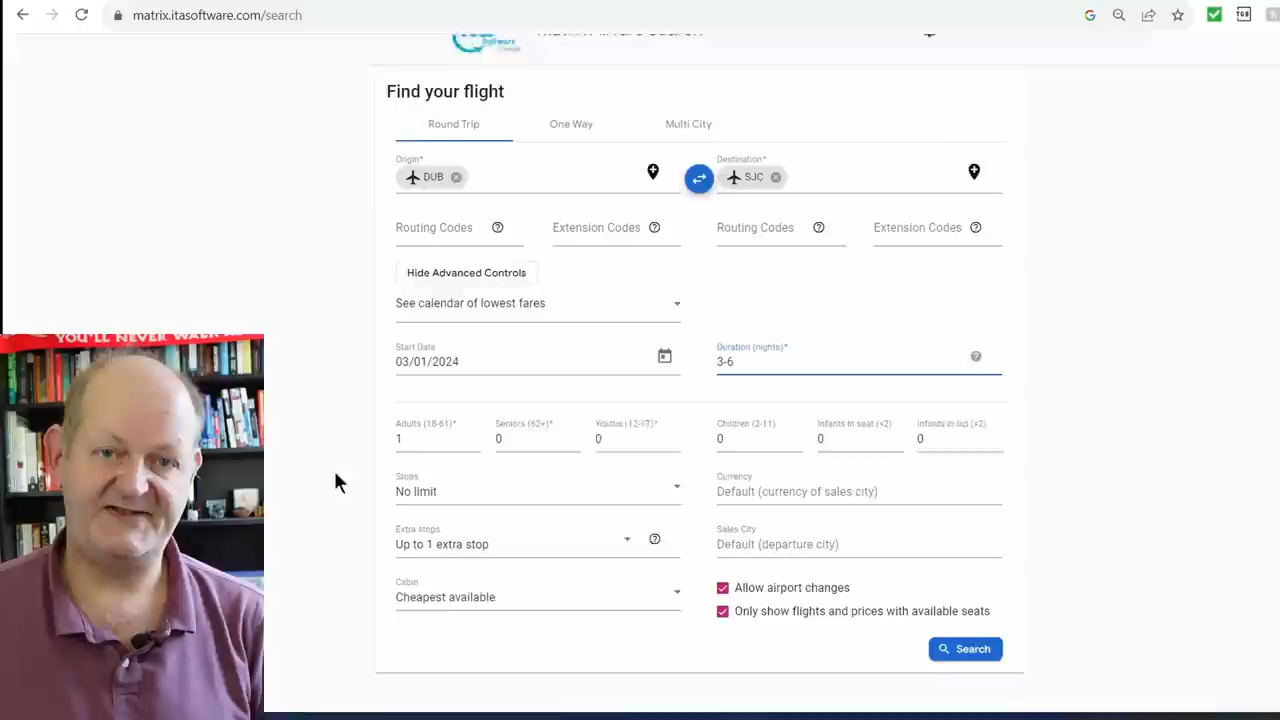 matrix.itasoftware.com/search
Software
Find your flight
Round Trip
One Way
Multi City
Origin*
DUB
Destination*
SJC
Routing Codes
Extension Codes
Routing Codes
Extension Codes
Hide Advanced Controls
See calendar of lowest fares
Start Date
03/01/2024
Duration (nights)*
3-6
Adults (18-61)*
1
Seniors (62+)*
0
Youths (12-17)*
0
Children (2-11)
0
Infants in seat (<2)
0
Infants in lap (<2)
0
Stops
No limit
Currency
Default (currency of sales city)
Extra stops
Up to 1 extra stop
Sales City
Default (departure city)
Cabin
Cheapest available
Allow airport changes
Only show flights and prices with available seats
Search
YOU'LL NEVER WALK